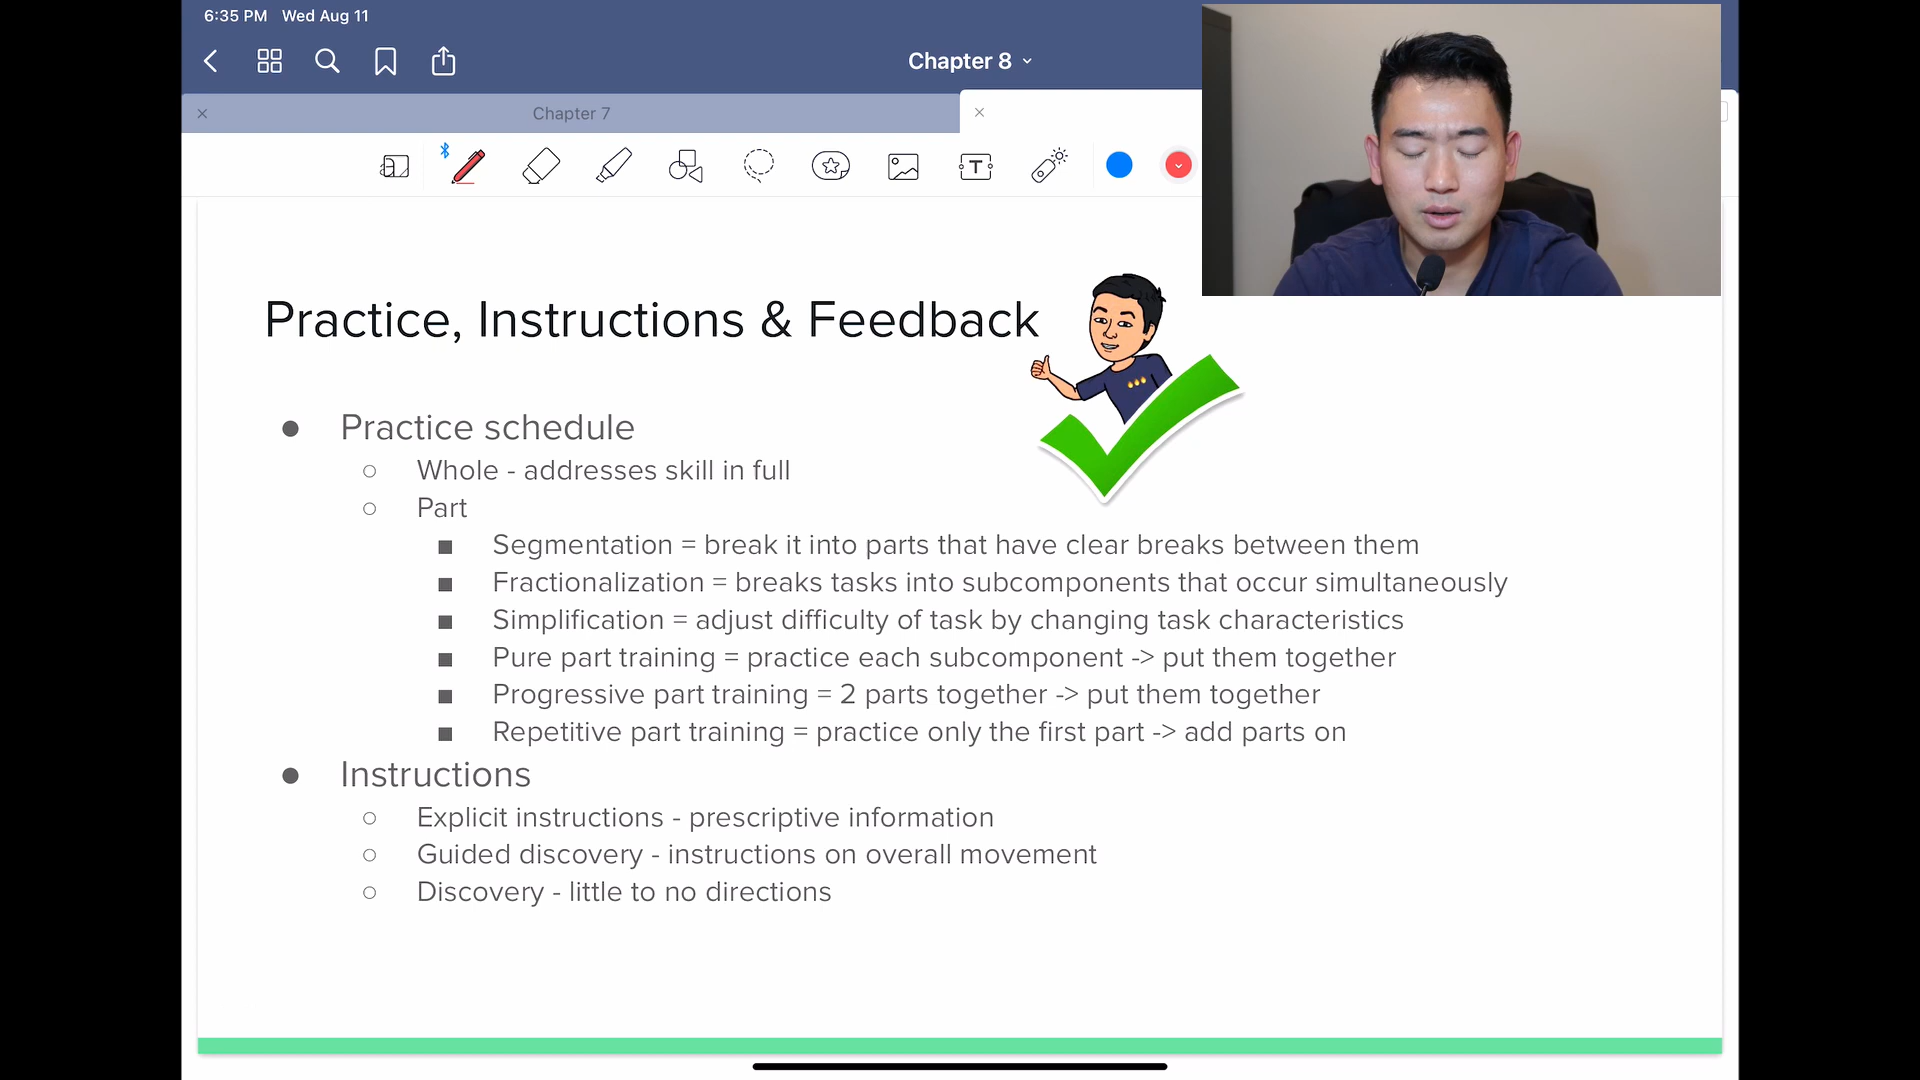 6:35 PM Wed Aug 11
Chapter 8
Chapter 7
T
Practice, Instructions & Feedback
● Practice schedule
○ Whole - addresses skill in full
○ Part
■ Segmentation = break it into parts that have clear breaks between them
■ Fractionalization = breaks tasks into subcomponents that occur simultaneously
■ Simplification = adjust difficulty of task by changing task characteristics
■ Pure part training = practice each subcomponent -> put them together
■ Progressive part training = 2 parts together -> put them together
■ Repetitive part training = practice only the first part -> add parts on
● Instructions
○ Explicit instructions - prescriptive information
○ Guided discovery - instructions on overall movement
○ Discovery - little to no directions